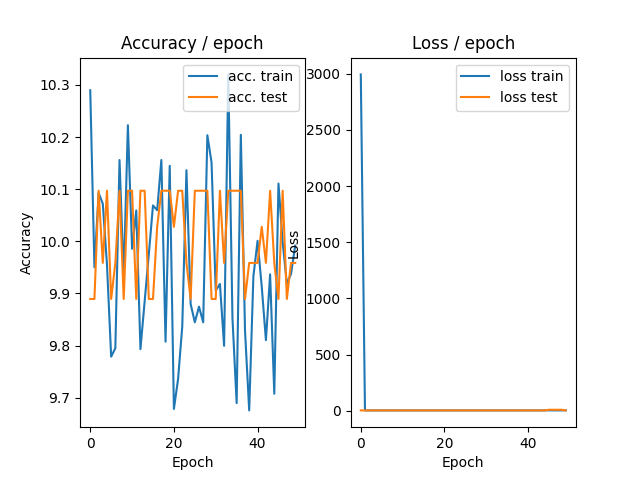 Accuracy / epoch
Loss / epoch
acc. train
acc. test
loss train
loss test
10.3
10.2
10.1
10.0
9.9
9.8
9.7
Accuracy
0
20
40
Epoch
3000
2500
2000
1500
1000
500
0
Loss
0
20
40
Epoch